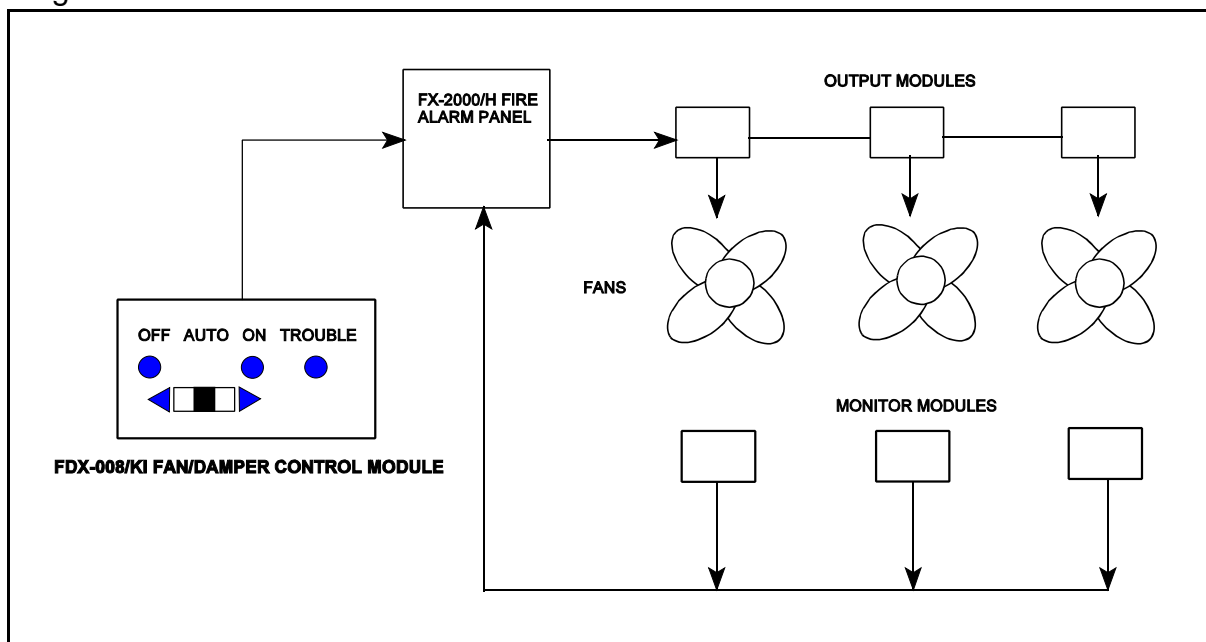 FX-2000/H FIRE
ALARM PANEL
OUTPUT MODULES
FANS
OFF AUTO ON TROUBLE
MONITOR MODULES
FDX-008/KI FAN/DAMPER CONTROL MODULE